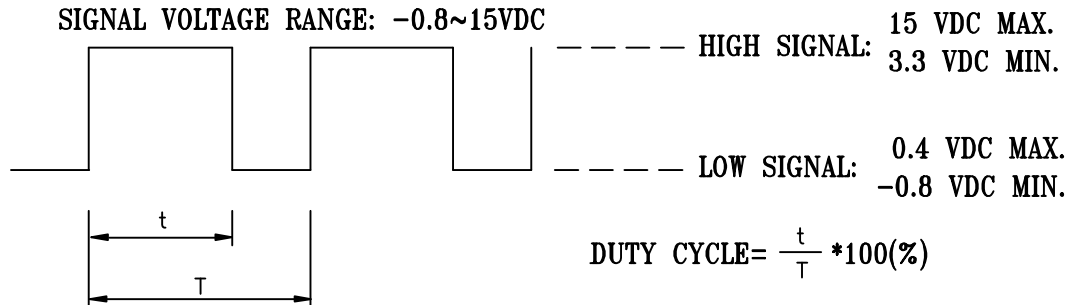 SIGNAL VOLTAGE RANGE: -0.8~15VDC
HIGH SIGNAL: 15 VDC MAX.
3.3 VDC MIN.
LOW SIGNAL: 0.4 VDC MAX.
-0.8 VDC MIN.
t
T
DUTY CYCLE= t/T *100(%)